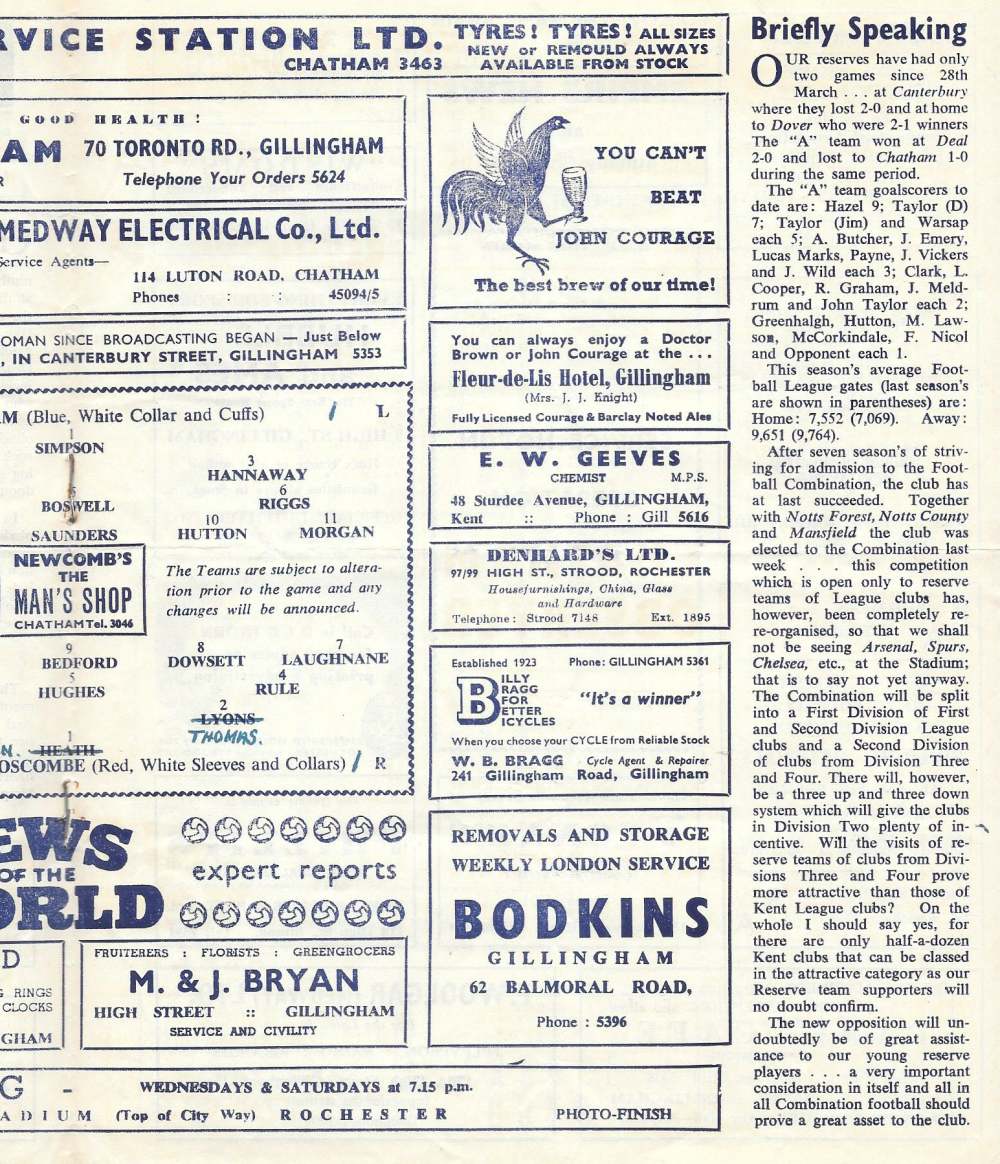 RVICE STATION LTD.
CHATHAM 3463
TYRES! TYRES! ALL SIZES
NEW or REMOULD ALWAYS
AVAILABLE FROM STOCK
GOOD HEALTH!
AM 70 TORONTO RD., GILLINGHAM
R Telephone Your Orders 5624
MEDWAY ELECTRICAL Co., Ltd.
Service Agents—
114 LUTON ROAD. CHATHAM
Phones : 45094/5
OMAN SINCE BROADCASTING BEGAN — Just Below
, IN CANTERBURY STREET, GILLINGHAM 5353
AM (Blue, White Collar and Cuffs) / L
1
SIMPSON
3
HANNAWAY
5 6
BOSWELL RIGGS
10 11
SAUNDERS HUTTON MORGAN
NEWCOMB'S
THE
MAN'S SHOP
CHATHAM Tel. 3046
The Teams are subject to altera-
tion prior to the game and any
changes will be announced.
9 8 7
BEDFORD DOWSETT LAUGHNANE
5 4
HUGHES RULE
2
LYONS
THOMAS.
1
N. HEATH
OSCOMBE (Red, White Sleeves and Collars) / R
EWS
OF THE
ORLD
expert reports
D
G RINGS
CLOCKS
GHAM
FRUITERERS : FLORISTS : GREENGROCERS
M. & J. BRYAN
HIGH STREET :: GILLINGHAM
SERVICE AND CIVILITY
G - WEDNESDAYS & SATURDAYS at 7.15 p.m.
ADIUM (Top of City Way) ROCHESTER PHOTO-FINISH
YOU CAN'T
BEAT
JOHN COURAGE
The best brew of our time!
You can always enjoy a Doctor
Brown or John Courage at the ...
Fleur-de-Lis Hotel, Gillingham
(Mrs. J. J. Knight)
Fully Licensed Courage & Barclay Noted Ales
E. W. GEEVES
CHEMIST M.P.S.
48 Sturdee Avenue, GILLINGHAM,
Kent :: Phone : Gill 5616
DENHARD'S LTD.
97/99 HIGH ST., STROOD, ROCHESTER
Housefurnishings, China, Glass
and Hardware
Telephone: Strood 7148 Ext. 1895
Established 1923 Phone: GILLINGHAM 5361
BILLY
BRAGG
FOR
BETTER
BICYCLES
"It's a winner"
When you choose your CYCLE from Reliable Stock
W. B. BRAGG - Cycle Agent & Repairer
241 Gillingham Road, Gillingham
REMOVALS AND STORAGE
WEEKLY LONDON SERVICE
BODKINS
GILLINGHAM
62 BALMORAL ROAD,
Phone : 5396
Briefly Speaking
OUR reserves have had only
two games since 28th
March . . . at Canterbury
where they lost 2-0 and at home
to Dover who were 2-1 winners
The "A" team won at Deal
2-0 and lost to Chatham 1-0
during the same period.
The "A" team goalscorers to
date are: Hazel 9; Taylor (D)
7; Taylor (Jim) and Warsap
each 5; A. Butcher, J. Emery,
Lucas Marks, Payne, J. Vickers
and J. Wild each 3; Clark, L.
Cooper, R. Graham, J. Meld-
rum and John Taylor each 2;
Greenhalgh, Hutton, M. Law-
son, McCorkindale, F. Nicol
and Opponent each 1.
This season's average Foot-
ball League gates (last season's
are shown in parentheses) are:
Home: 7,552 (7,069). Away:
9,651 (9,764).
After seven season's of striv-
ing for admission to the Foot-
ball Combination, the club has
at last succeeded. Together
with Notts Forest, Notts County
and Mansfield the club was
elected to the Combination last
week . . . this competition
which is open only to reserve
teams of League clubs has,
however, been completely re-
re-organised, so that we shall
not be seeing Arsenal, Spurs,
Chelsea, etc., at the Stadium;
that is to say not yet anyway.
The Combination will be split
into a First Division of First
and Second Division League
clubs and a Second Division
of clubs from Division Three
and Four. There will, however,
be a three up and three down
system which will give the clubs
in Division Two plenty of in-
centive. Will the visits of re-
serve teams of clubs from Divi-
sions Three and Four prove
more attractive than those of
Kent League clubs? On the
whole I should say yes, for
there are only half-a-dozen
Kent clubs that can be classed
in the attractive category as our
Reserve team supporters will
no doubt confirm.
The new opposition will un-
doubtedly be of great assist-
ance to our young reserve
players . . . a very important
consideration in itself and all in
all Combination football should
prove a great asset to the club.